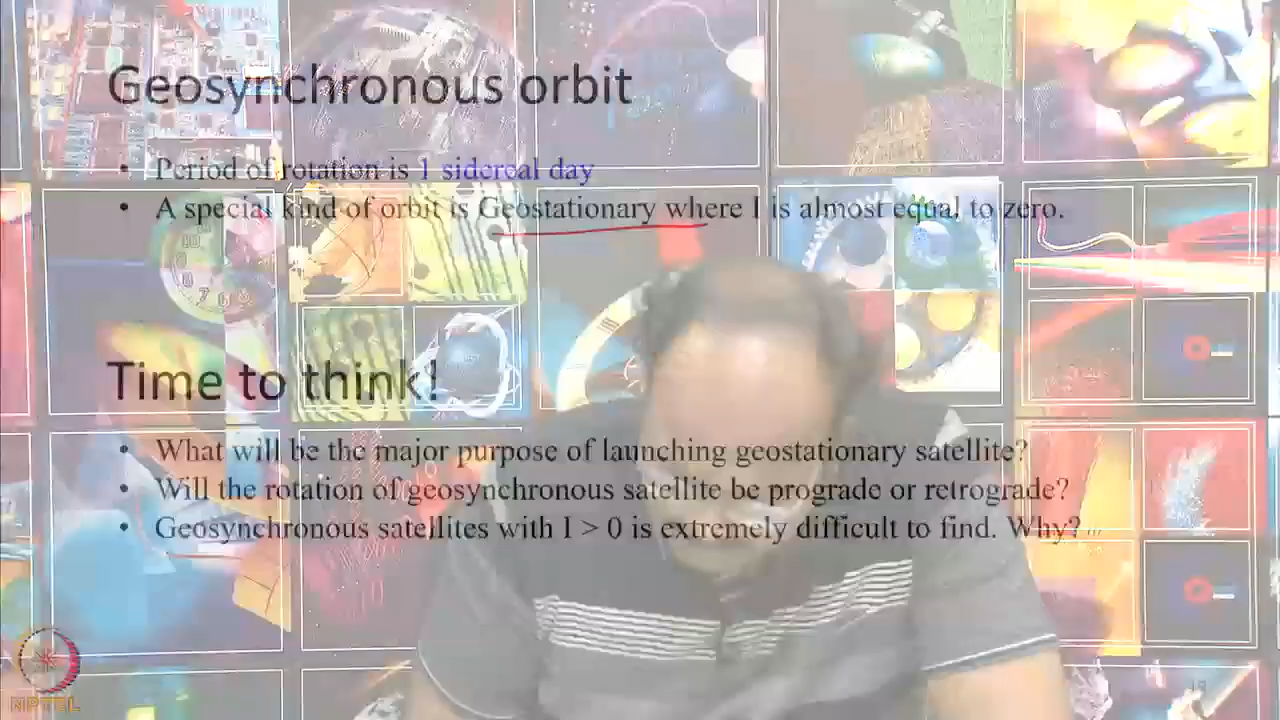 Geosynchronous orbit
• Period of rotation is 1 sidereal day
• A special kind of orbit is Geostationary where I is almost equal to zero.
Time to think!
• What will be the major purpose of launching geostationary satellite?
• Will the rotation of geosynchronous satellite be prograde or retrograde?
• Geosynchronous satellites with I > 0 is extremely difficult to find. Why?
NPTEL